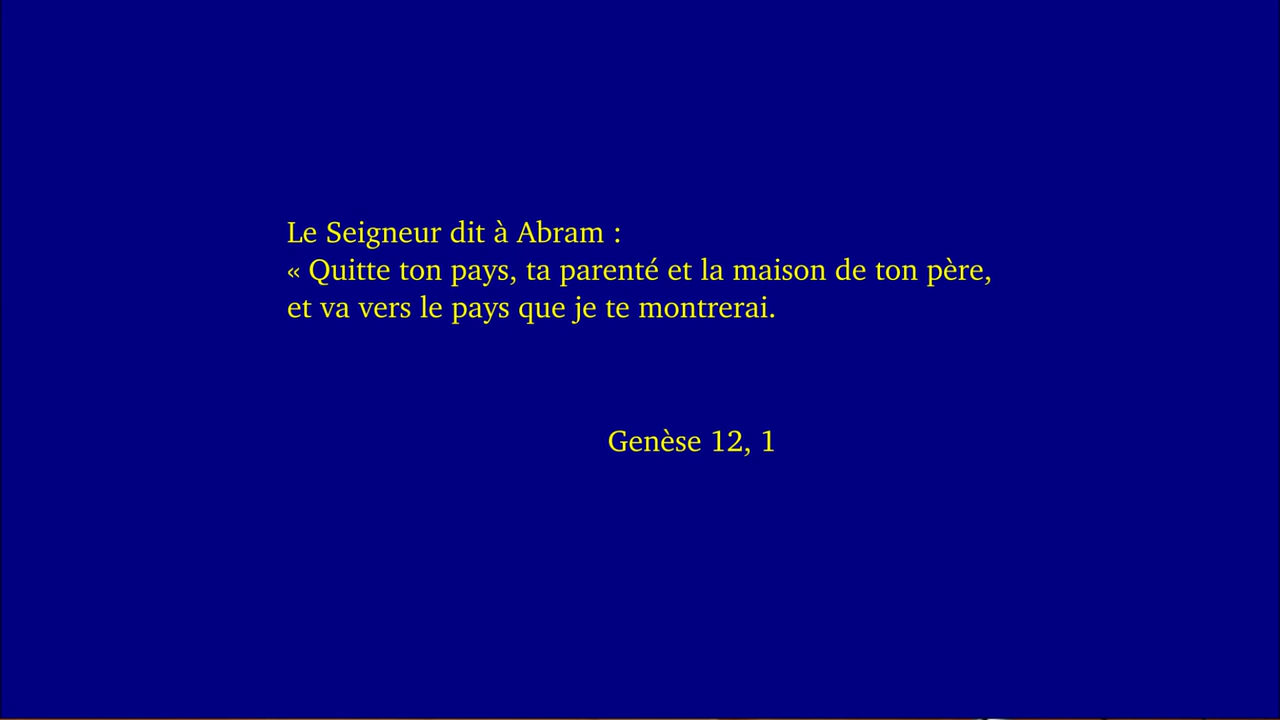 Le Seigneur dit à Abram :
« Quitte ton pays, ta parenté et la maison de ton père,
et va vers le pays que je te montrerai.
Genèse 12, 1